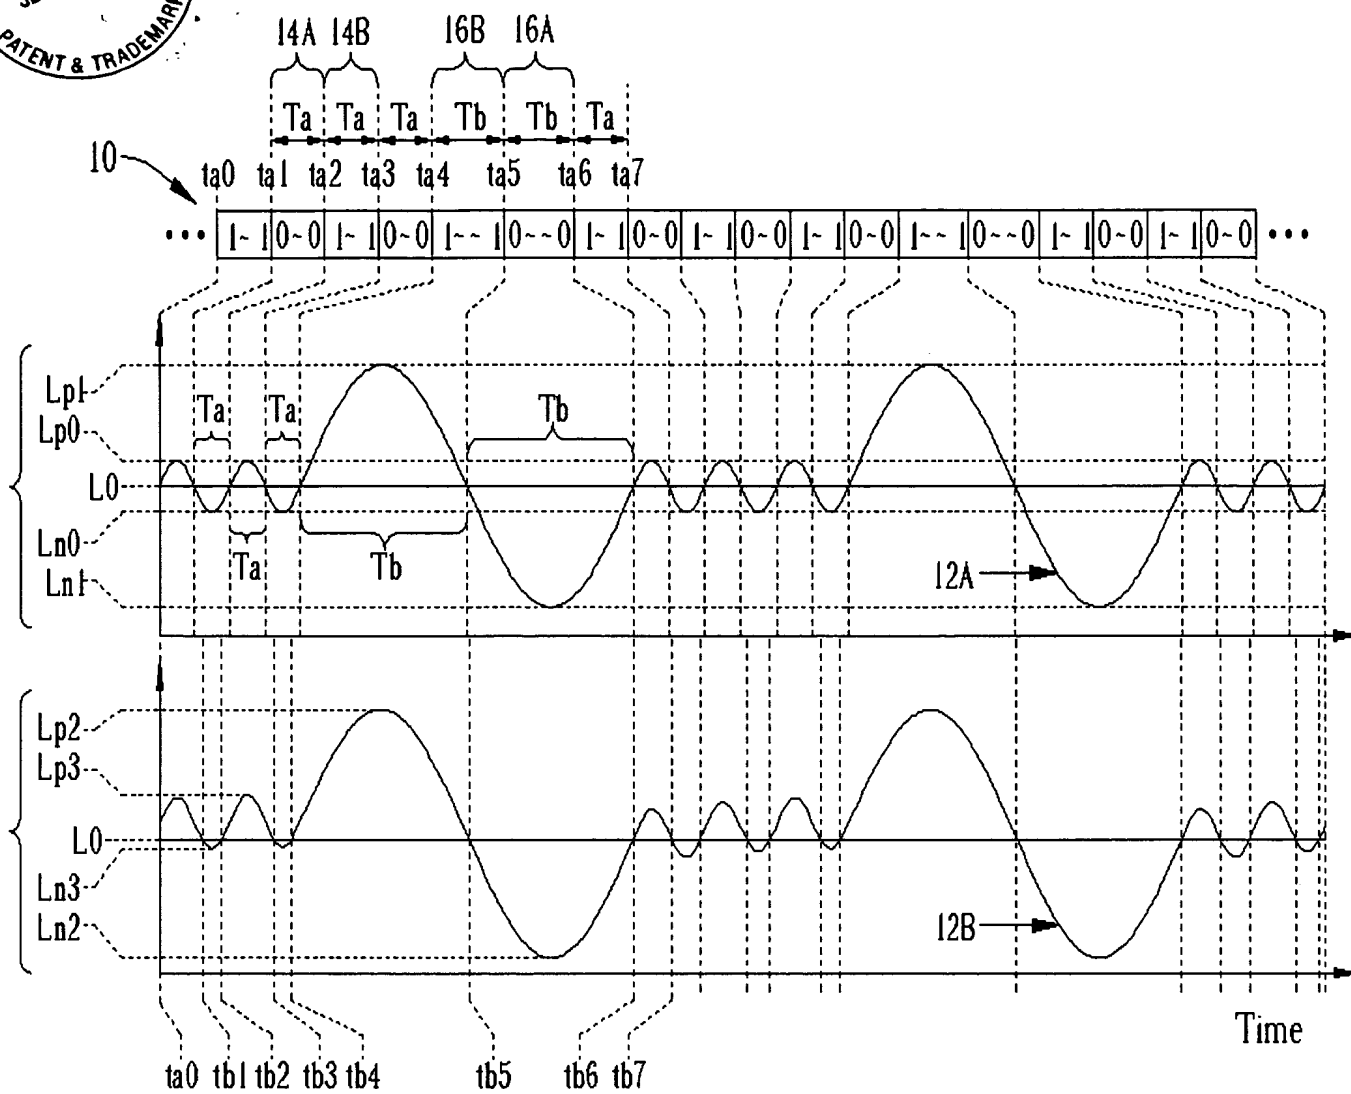 PATENT & TRADEMARK
14A 14B 16B 16A
Ta Ta Ta Tb Tb Ta
10
ta0 ta1 ta2 ta3 ta4 ta5 ta6 ta7
••• 1~1 0~0 1~1 0~0 1~~1 0~~0 1~1 0~0 1~1 0~0 1~1 0~0 1~~1 0~~0 1~1 0~0 1~1 0~0 •••
Lp1
Ta Ta Tb
Lp0
L0
Ln0
Ta Tb
Ln1
12A
Lp2
Lp3
L0
Ln3
Ln2
12B
Time
ta0 tb1 tb2 tb3 tb4 tb5 tb6 tb7